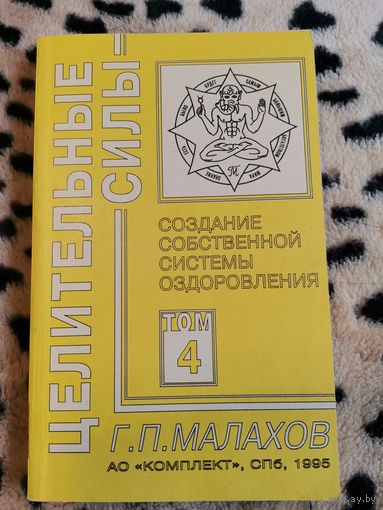 ЦЕЛИТЕЛЬНЫЕ
СИЛЫ-
СОЗДАНИЕ
СОБСТВЕННОЙ
СИСТЕМЫ
ОЗДОРОВЛЕНИЯ
ТОМ
4
Г.П.МАЛАХОВ
АО «КОМПЛЕКТ», СПб, 1995